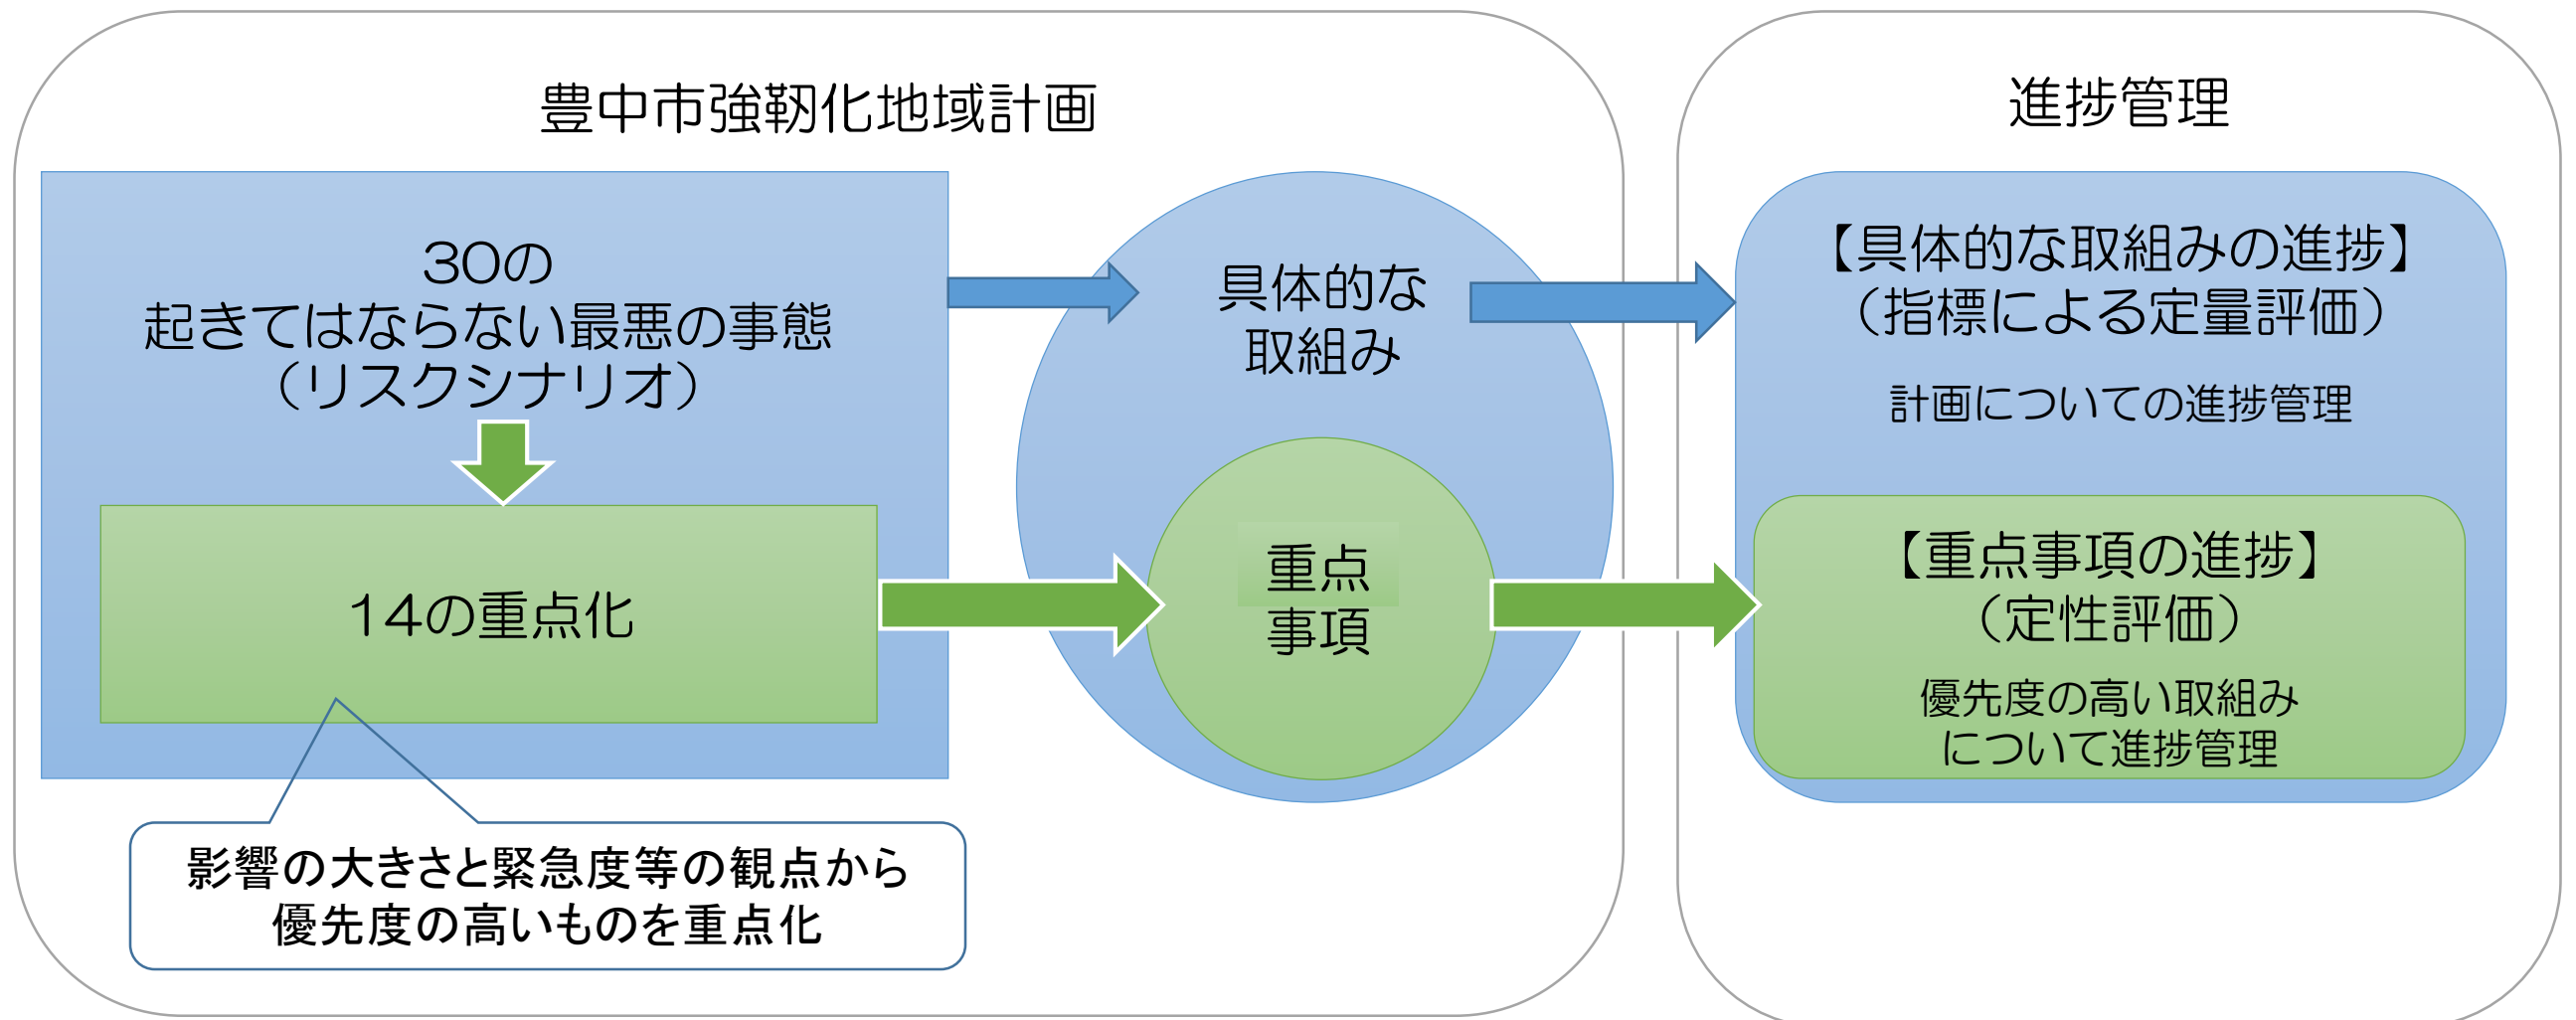 豊中市強靭化地域計画
30の
起きてはならない最悪の事態
（リスクシナリオ）
14の重点化
影響の大きさと緊急度等の観点から
優先度の高いものを重点化
具体的な
取組み
重点
事項
進捗管理
【具体的な取組みの進捗】
（指標による定量評価）
計画についての進捗管理
【重点事項の進捗】
（定性評価）
優先度の高い取組み
について進捗管理